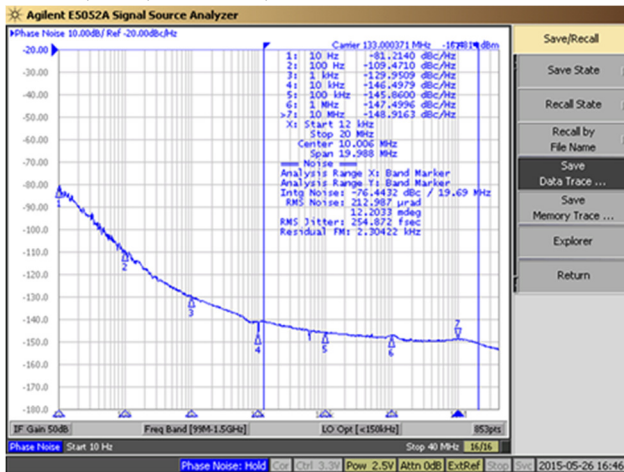 Agilent E5052A Signal Source Analyzer
Phase Noise 10.00dB/ Ref -20.00dBc/Hz
Carrier 133.000371 MHz
dBm
1: 10 Hz -81.2140 dBc/Hz
2: 100 Hz -109.4710 dBc/Hz
3: 1 kHz -129.9509 dBc/Hz
4: 10 kHz -146.4979 dBc/Hz
5: 100 kHz -145.8600 dBc/Hz
6: 1 MHz -147.4996 dBc/Hz
>7: 10 MHz -148.9163 dBc/Hz
X: Start 12 kHz
Stop 20 MHz
Center 10.006 MHz
Span 19.988 MHz
=== Noise ===
Analysis Range X: Band Marker
Analysis Range Y: Band Marker
Intg Noise: -76.4432 dBc / 19.69 MHz
RMS Noise: 212.987 µrad
12.2033 mdeg
RMS Jitter: 254.872 fsec
Residual FM: 2.30422 kHz
-20.00
-30.00
-40.00
-50.00
-60.00
-70.00
-80.00
-90.00
-100.0
-110.0
-120.0
-130.0
-140.0
-150.0
-160.0
-170.0
-180.0
1
2
3
4
5
6
7
IF Gain 50dB
Freq Band [99M-1.5GHz]
LO Opt [<150kHz]
853pts
Phase Noise Start 10 Hz
Stop 40 MHz
16/16
Save/Recall
Save State
Recall State
Recall by
File Name
Save
Data Trace ...
Save
Memory Trace ...
Explorer
Return
Phase Noise: Hold
Cor
Ctrl 3.3V
Pow 2.5V
Attn 0dB
ExtRef
Stop
Svc
2015-05-26 16:46